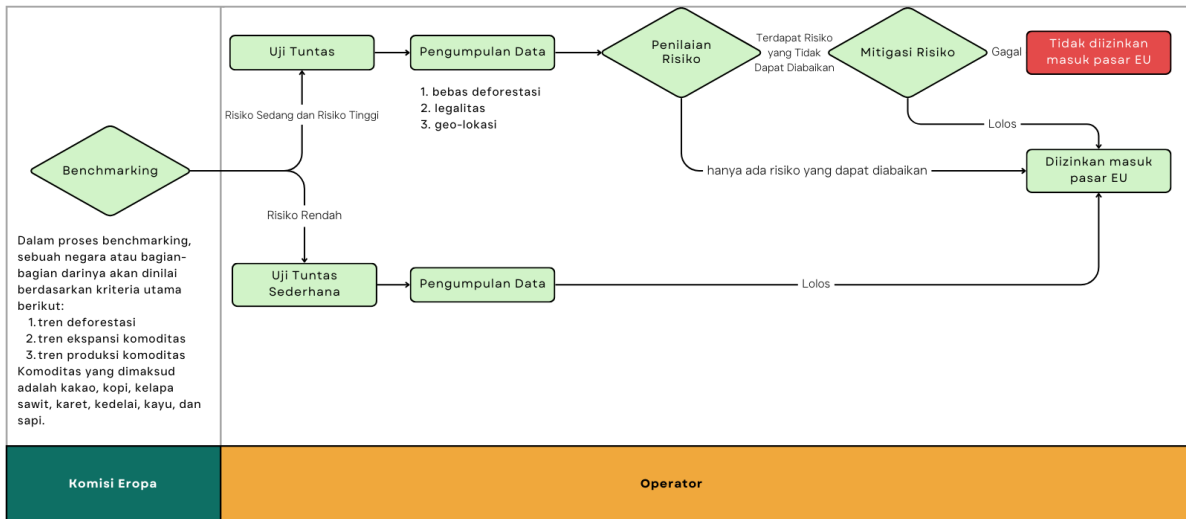 Uji Tuntas
Pengumpulan Data
Penilaian
Risiko
Terdapat Risiko
yang Tidak
Dapat Diabaikan
Mitigasi Risiko
Gagal
Tidak diizinkan
masuk pasar EU
1. bebas deforestasi
2. legalitas
3. geo-lokasi
Risiko Sedang dan Risiko Tinggi
Lolos
Benchmarking
hanya ada risiko yang dapat diabaikan
Diizinkan masuk
pasar EU
Risiko Rendah
Dalam proses benchmarking,
sebuah negara atau bagian-
bagian darinya akan dinilai
berdasarkan kriteria utama
berikut:
1. tren deforestasi
2. tren ekspansi komoditas
3. tren produksi komoditas
Komoditas yang dimaksud
adalah kakao, kopi, kelapa
sawit, karet, kedelai, kayu, dan
sapi.
Uji Tuntas
Sederhana
Pengumpulan Data
Lolos
Komisi Eropa
Operator